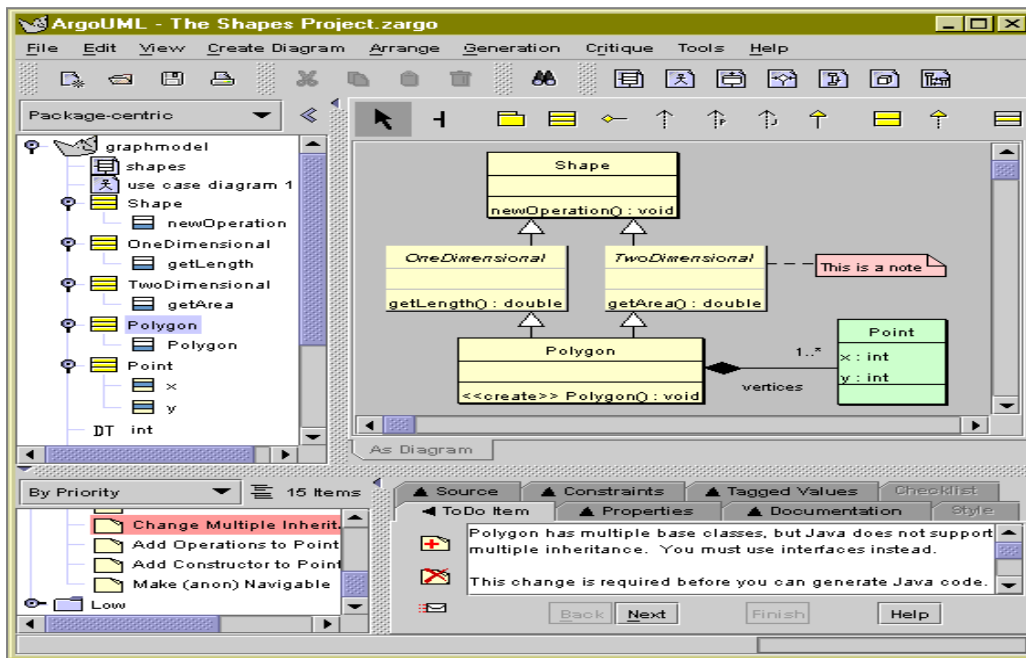 ArgoUML - The Shapes Project.zargo
File Edit View Create Diagram Arrange Generation Critique Tools Help
Package-centric
graphmodel
shapes
use case diagram 1
Shape
newOperation
OneDimensional
getLength
TwoDimensional
getArea
Polygon
Polygon
Point
x
y
DT int
Shape
newOperation() : void
OneDimensional
getLength() : double
TwoDimensional
getArea() : double
This is a note
Polygon
<<create>> Polygon() : void
1..*
vertices
Point
x : int
y : int
As Diagram
By Priority
15 Items
Change Multiple Inherit.
Add Operations to Point
Add Constructor to Point
Make (anon) Navigable
Low
Source Constraints Tagged Values Checklist
ToDo Item Properties Documentation Style
Polygon has multiple base classes, but Java does not support
multiple inheritance. You must use interfaces instead.
This change is required before you can generate Java code.
Back Next Finish Help